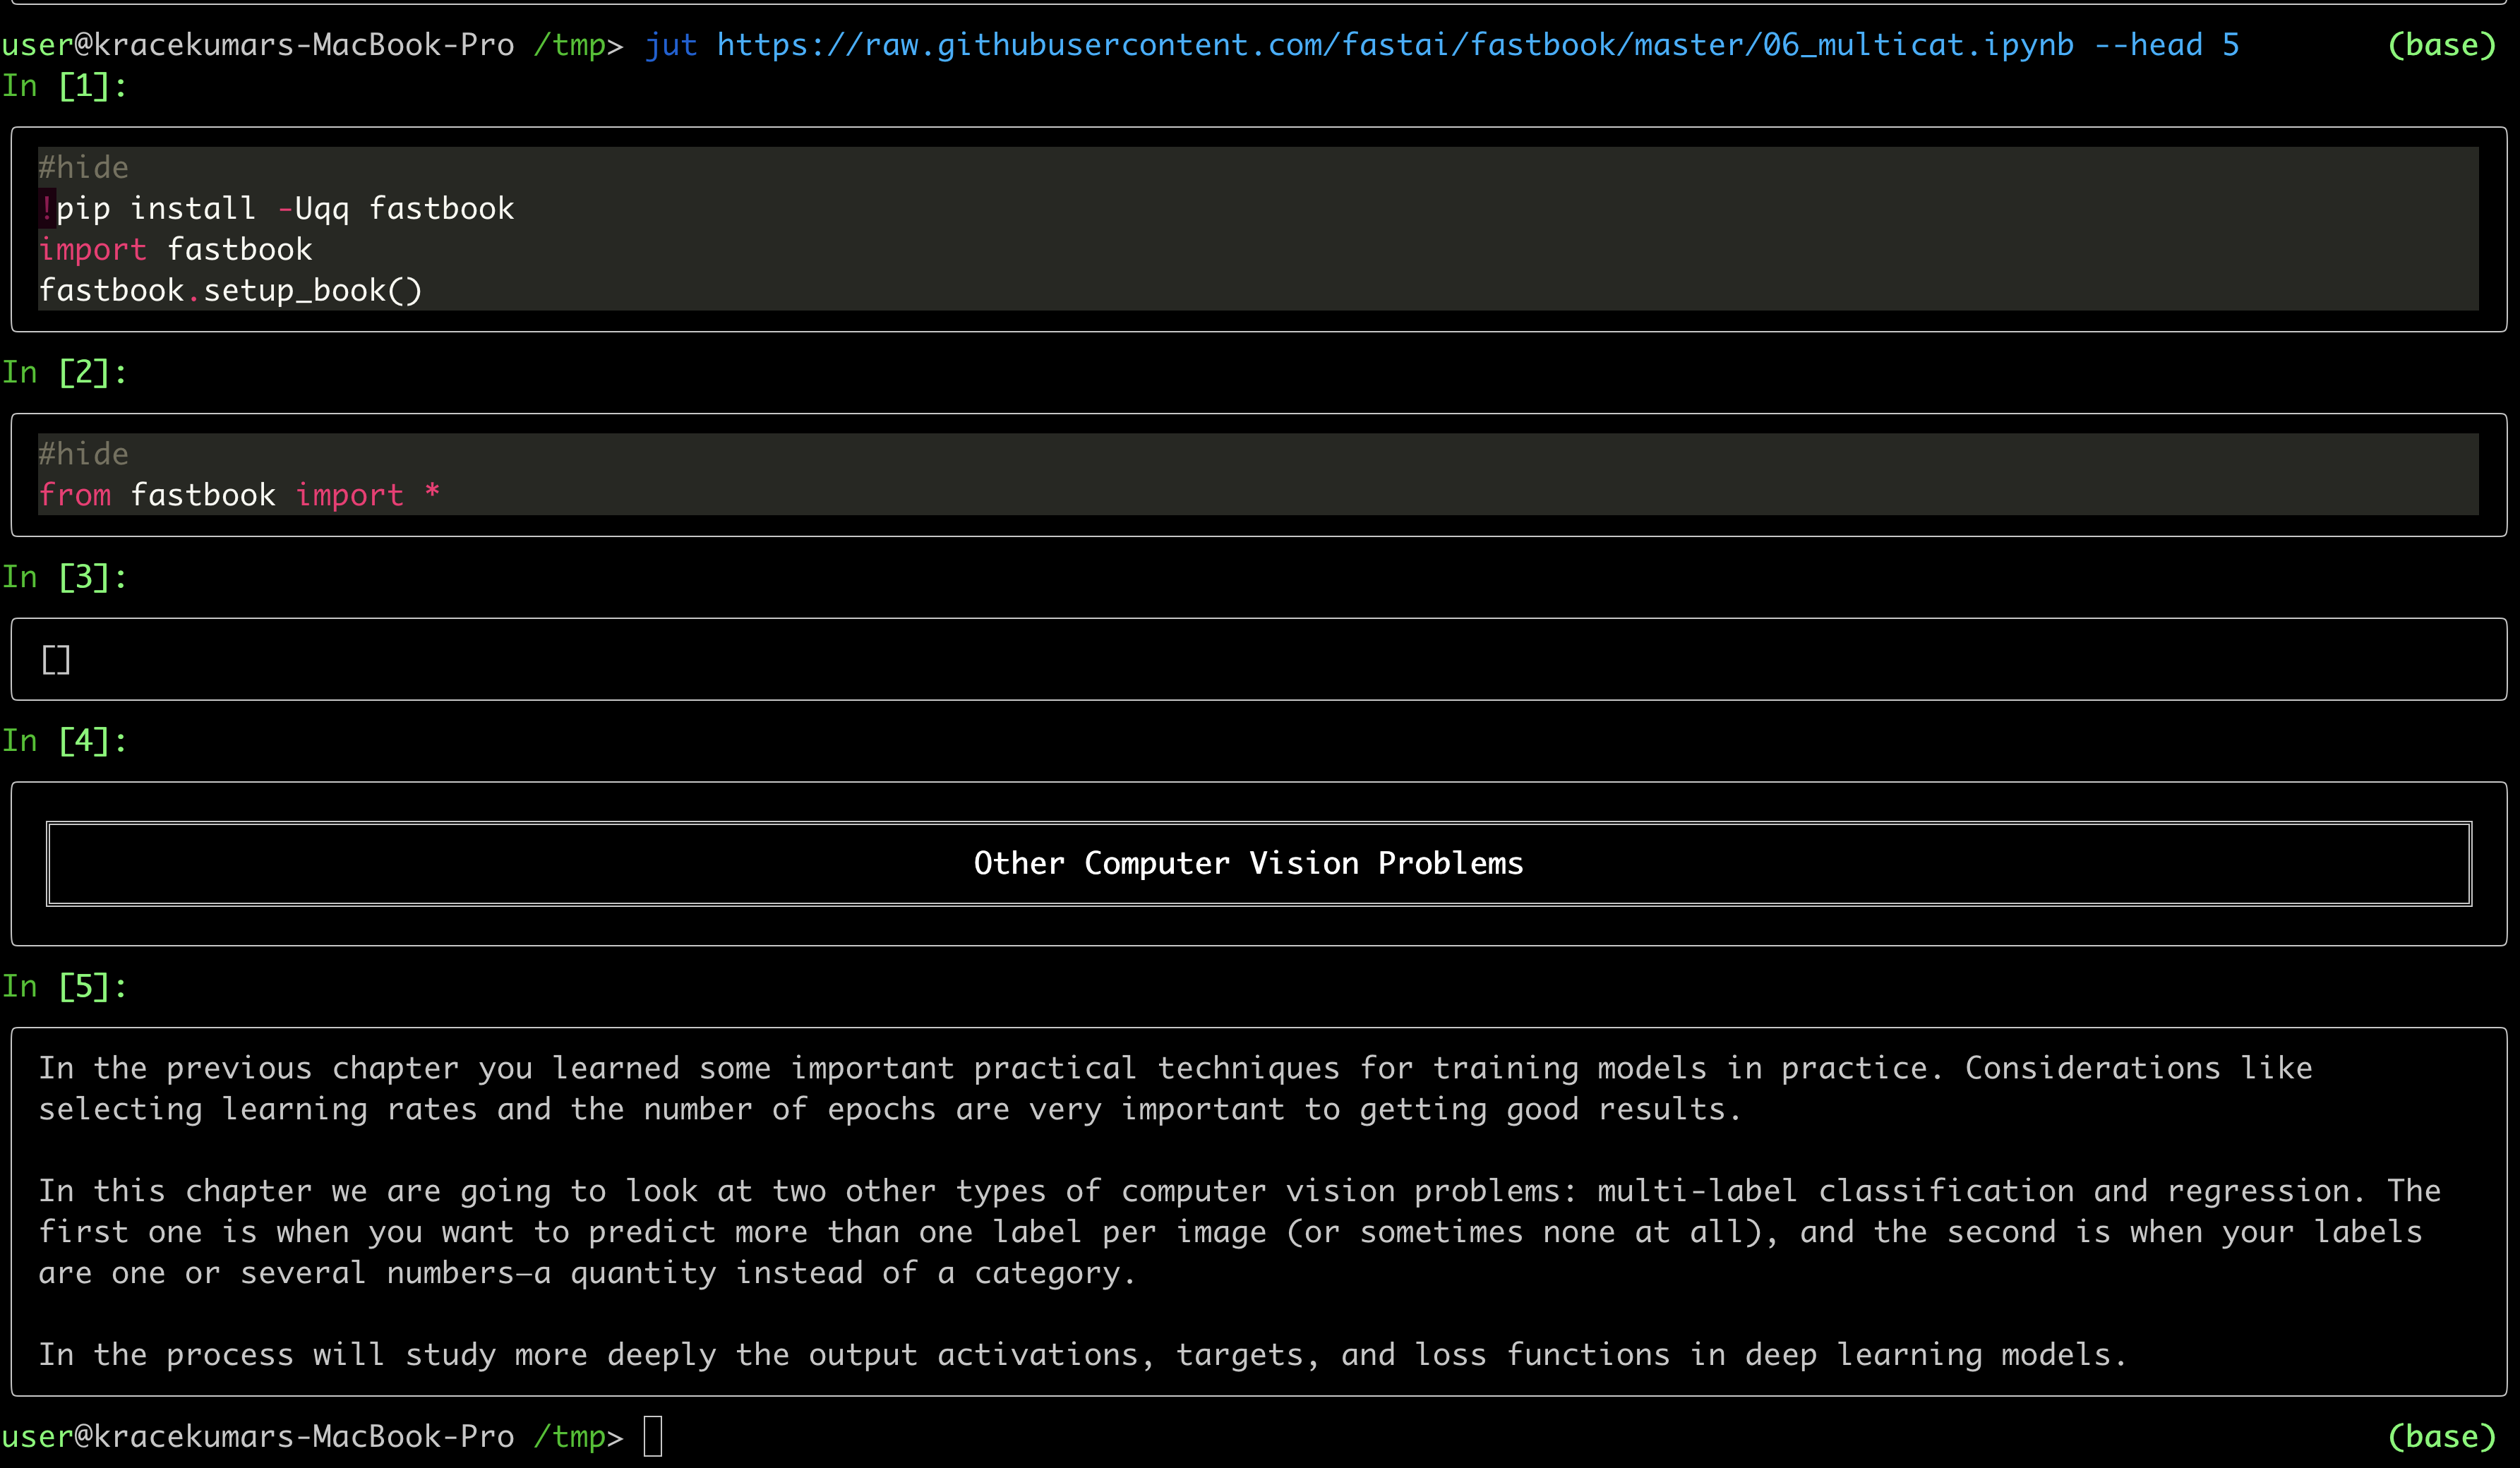 user@kracekumars-MacBook-Pro /tmp> jut https://raw.githubusercontent.com/fastai/fastbook/master/06_multicat.ipynb --head 5 (base)
In [1]:
#hide
!pip install -Uqq fastbook
import fastbook
fastbook.setup_book()
In [2]:
#hide
from fastbook import *
In [3]:
[]
In [4]:
Other Computer Vision Problems
In [5]:
In the previous chapter you learned some important practical techniques for training models in practice. Considerations like
selecting learning rates and the number of epochs are very important to getting good results.
In this chapter we are going to look at two other types of computer vision problems: multi-label classification and regression. The
first one is when you want to predict more than one label per image (or sometimes none at all), and the second is when your labels
are one or several numbers—a quantity instead of a category.
In the process will study more deeply the output activations, targets, and loss functions in deep learning models.
user@kracekumars-MacBook-Pro /tmp> (base)